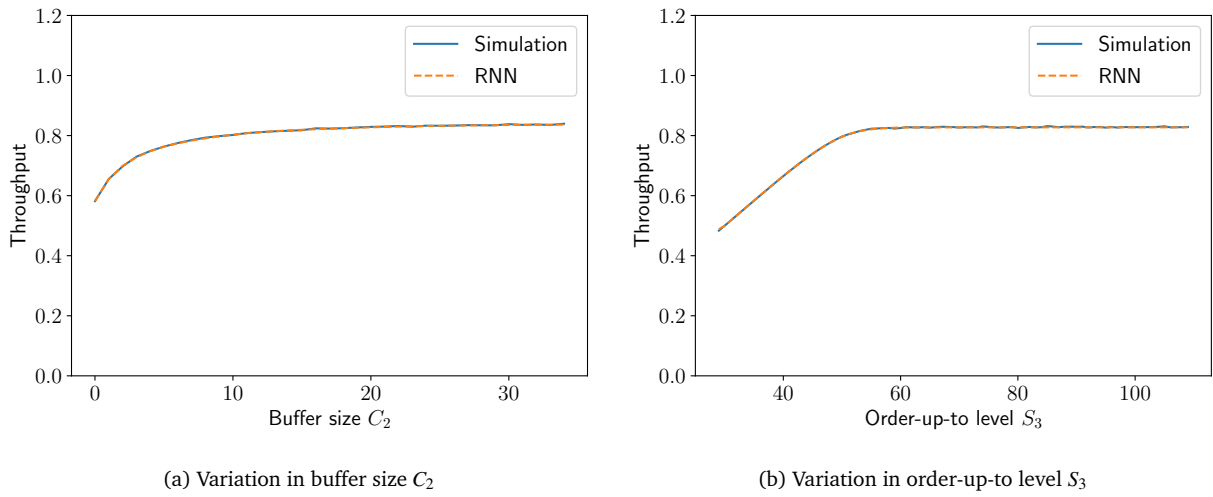 1.2
1.0
0.8
0.6
0.4
0.2
0.0
Throughput
Simulation
RNN
0 10 20 30
Buffer size C₂
(a) Variation in buffer size C₂
1.2
1.0
0.8
0.6
0.4
0.2
0.0
Throughput
Simulation
RNN
40 60 80 100
Order-up-to level S₃
(b) Variation in order-up-to level S₃